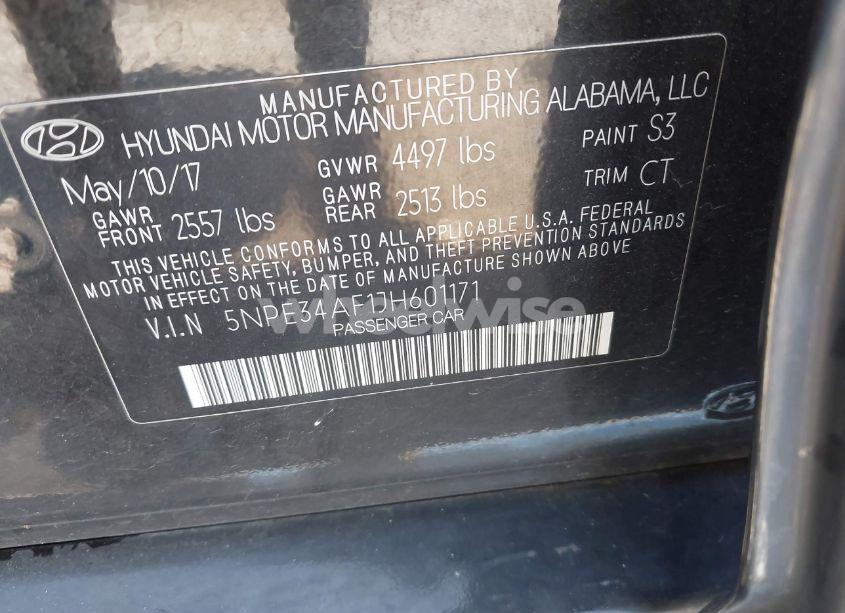 MANUFACTURED BY
HYUNDAI MOTOR MANUFACTURING ALABAMA, LLC
May/10/17 GVWR 4497 lbs PAINT S3
GAWR FRONT 2557 lbs GAWR REAR 2513 lbs TRIM CT
THIS VEHICLE CONFORMS TO ALL APPLICABLE U.S.A. FEDERAL
MOTOR VEHICLE SAFETY, BUMPER, AND THEFT PREVENTION STANDARDS
IN EFFECT ON THE DATE OF MANUFACTURE SHOWN ABOVE
V.I.N 5NPE34AF1JH601171
PASSENGER CAR
wheelwise